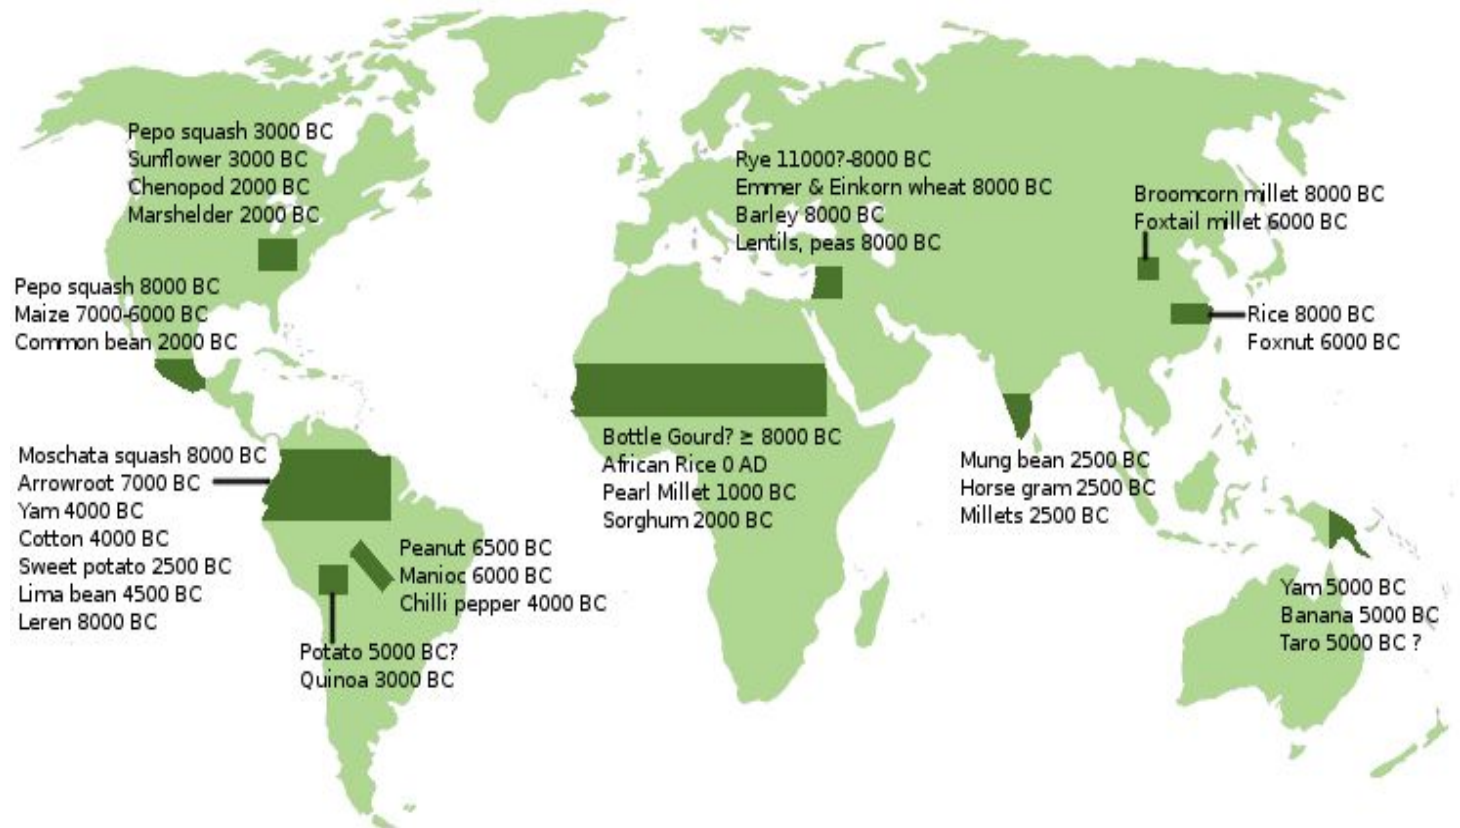 Pepo squash 3000 BC
Sunflower 3000 BC
Chenopod 2000 BC
Marshelder 2000 BC
Pepo squash 8000 BC
Maize 7000-6000 BC
Common bean 2000 BC
Moschata squash 8000 BC
Arrowroot 7000 BC
Yam 4000 BC
Cotton 4000 BC
Sweet potato 2500 BC
Lima bean 4500 BC
Leren 8000 BC
Peanut 6500 BC
Manioc 6000 BC
Chilli pepper 4000 BC
Potato 5000 BC?
Quinoa 3000 BC
Rye 11000?-8000 BC
Emmer & Einkorn wheat 8000 BC
Barley 8000 BC
Lentils, peas 8000 BC
Bottle Gourd? ≥ 8000 BC
African Rice 0 AD
Pearl Millet 1000 BC
Sorghum 2000 BC
Broomcorn millet 8000 BC
Foxtail millet 6000 BC
Rice 8000 BC
Foxnut 6000 BC
Mung bean 2500 BC
Horse gram 2500 BC
Millets 2500 BC
Yam 5000 BC
Banana 5000 BC
Taro 5000 BC ?